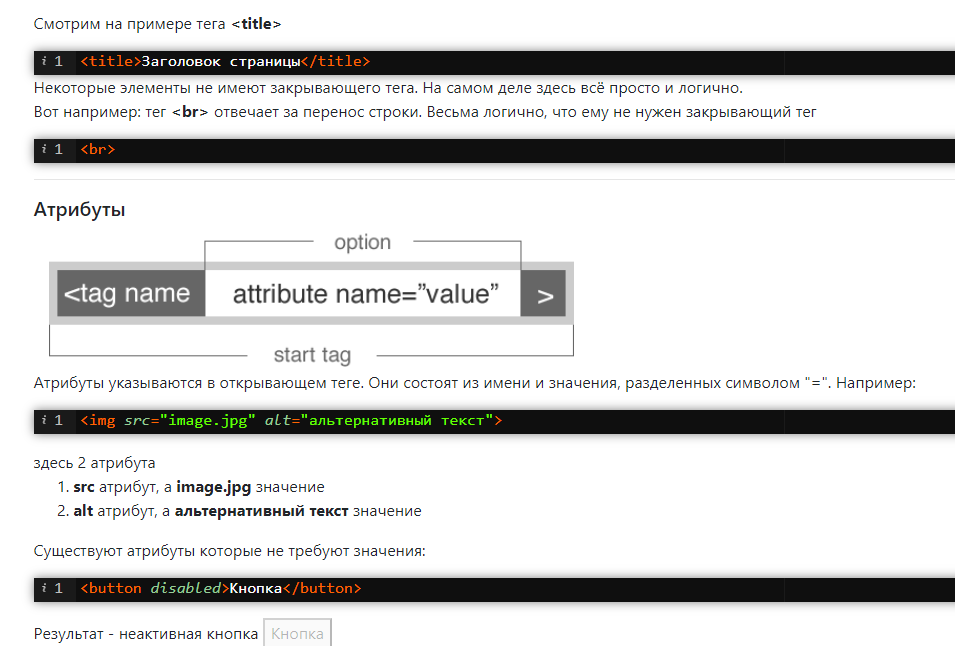 Смотрим на примере тега <title>
i 1 <title>Заголовок страницы</title>
Некоторые элементы не имеют закрывающего тега. На самом деле здесь всё просто и логично.
Вот например: тег <br> отвечает за перенос строки. Весьма логично, что ему не нужен закрывающий тег
i 1 <br>
Атрибуты
option
<tag name attribute name=”value” >
start tag
Атрибуты указываются в открывающем теге. Они состоят из имени и значения, разделенных символом "=". Например:
i 1 <img src="image.jpg" alt="альтернативный текст">
здесь 2 атрибута
1. src атрибут, а image.jpg значение
2. alt атрибут, а альтернативный текст значение
Существуют атрибуты которые не требуют значения:
i 1 <button disabled>Кнопка</button>
Результат - неактивная кнопка Кнопка